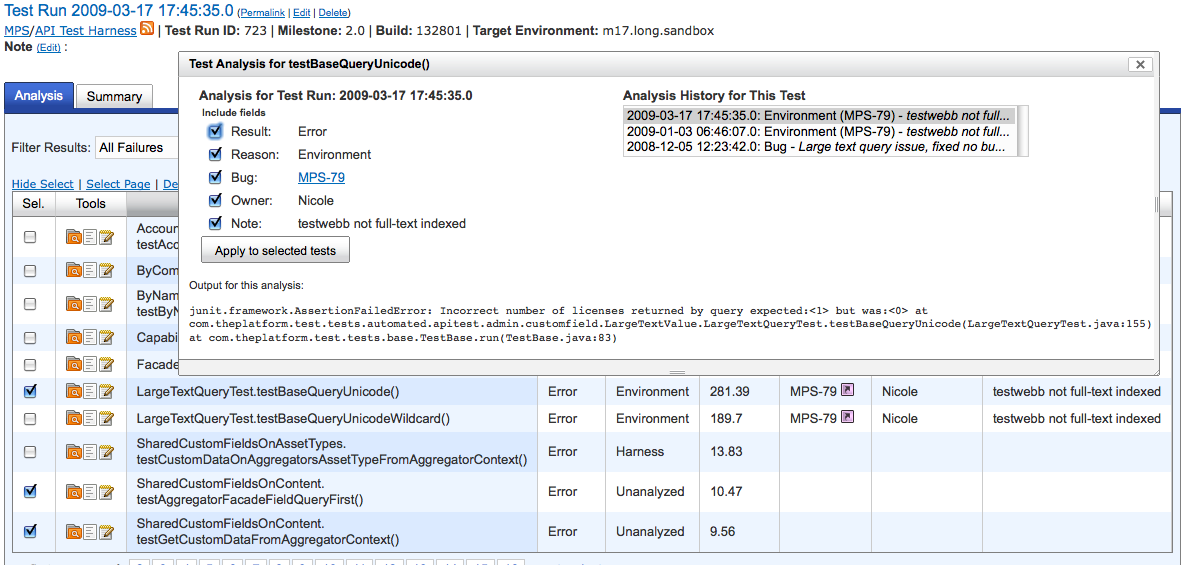 Test Run 2009-03-17 17:45:35.0 (Permalink | Edit | Delete)
MPS/API Test Harness | Test Run ID: 723 | Milestone: 2.0 | Build: 132801 | Target Environment: m17.long.sandbox
Note (Edit) :
Test Analysis for testBaseQueryUnicode()
Analysis for Test Run: 2009-03-17 17:45:35.0
Include fields
Result: Error
Reason: Environment
Bug: MPS-79
Owner: Nicole
Note: testwebb not full-text indexed
Apply to selected tests
Analysis History for This Test
2009-03-17 17:45:35.0: Environment (MPS-79) - testwebb not full...
2009-01-03 06:46:07.0: Environment (MPS-79) - testwebb not full...
2008-12-05 12:23:42.0: Bug - Large text query issue, fixed no bu...
Output for this analysis:
junit.framework.AssertionFailedError: Incorrect number of licenses returned by query expected:<1> but was:<0> at
com.theplatform.test.tests.automated.apitest.admin.customfield.LargeTextValue.LargeTextQueryTest.testBaseQueryUnicode(LargeTextQueryTest.java:155)
at com.theplatform.test.tests.base.TestBase.run(TestBase.java:83)
Analysis Summary
Filter Results: All Failures
Hide Select | Select Page | De
Sel. Tools
Accoun
testAcc
ByCom
ByNam
testByN
Capabi
Facade
LargeTextQueryTest.testBaseQueryUnicode() Error Environment 281.39 MPS-79 Nicole testwebb not full-text indexed
LargeTextQueryTest.testBaseQueryUnicodeWildcard() Error Environment 189.7 MPS-79 Nicole testwebb not full-text indexed
SharedCustomFieldsOnAssetTypes.
testCustomDataOnAggregatorsAssetTypeFromAggregatorContext() Error Harness 13.83
SharedCustomFieldsOnContent.
testAggregatorFacadeFieldQueryFirst() Error Unanalyzed 10.47
SharedCustomFieldsOnContent.
testGetCustomDataFromAggregatorContext() Error Unanalyzed 9.56